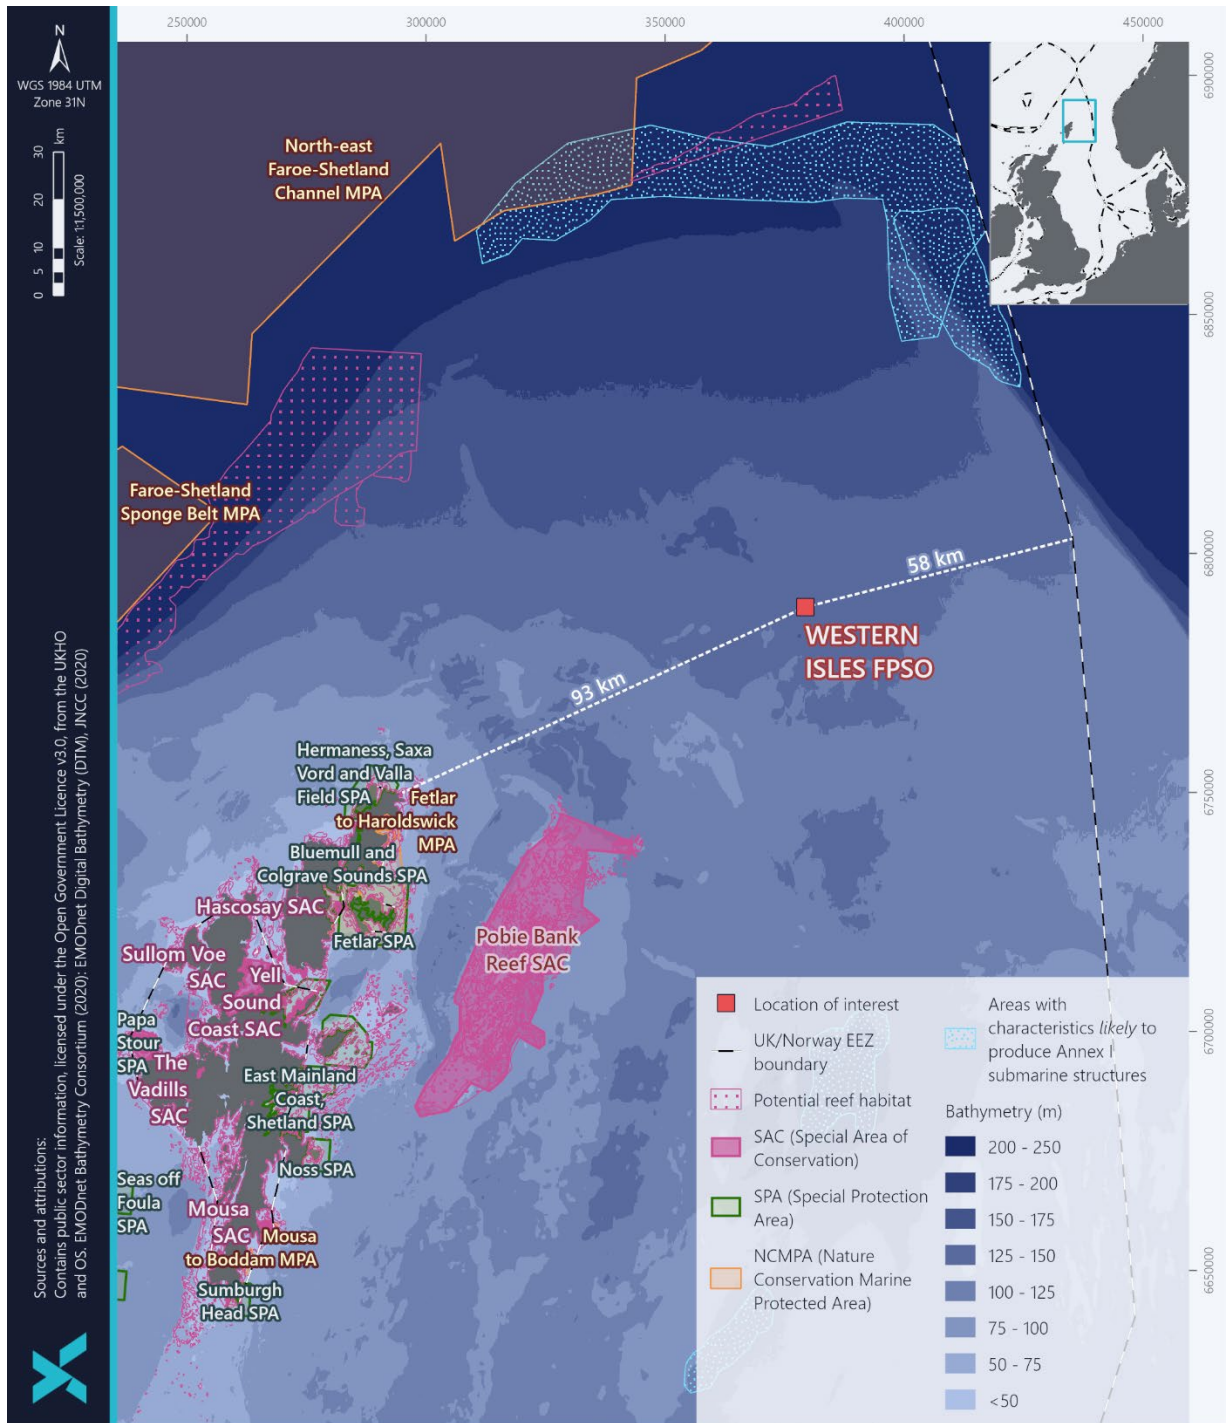 250000
300000
350000
400000
450000
N
WGS 1984 UTM
Zone 31N
km
30
20
10
5
0
Scale: 1:1,500,000
6900000
6850000
6800000
6750000
6700000
6650000
North-east
Faroe-Shetland
Channel MPA
Faroe-Shetland
Sponge Belt MPA
58 km
WESTERN
ISLES FPSO
93 km
Hermaness, Saxa
Vord and Valla
Field SPA
Fetlar
to Haroldswick
MPA
Bluemull and
Colgrave Sounds SPA
Hascosay SAC
Fetlar SPA
Pobie Bank
Reef SAC
Sullom Voe
SAC
Yell
Sound
Coast SAC
Papa
Stour
SPA
The
Vadills
SAC
East Mainland
Coast,
Shetland SPA
Noss SPA
Seas off
Foula
SPA
Mousa
SAC
Mousa
to Boddam MPA
Sumburgh
Head SPA
Location of interest
UK/Norway EEZ
boundary
Potential reef habitat
SAC (Special Area of
Conservation)
SPA (Special Protection
Area)
NCMPA (Nature
Conservation Marine
Protected Area)
Areas with
characteristics likely to
produce Annex I
submarine structures
Bathymetry (m)
200 - 250
175 - 200
150 - 175
125 - 150
100 - 125
75 - 100
50 - 75
<50
Sources and attributions:
Contains public sector information, licensed under the Open Government Licence v3.0, from the UKHO
and OS. EMODnet Bathymetry Consortium (2020): EMODnet Digital Bathymetry (DTM), JNCC (2020)